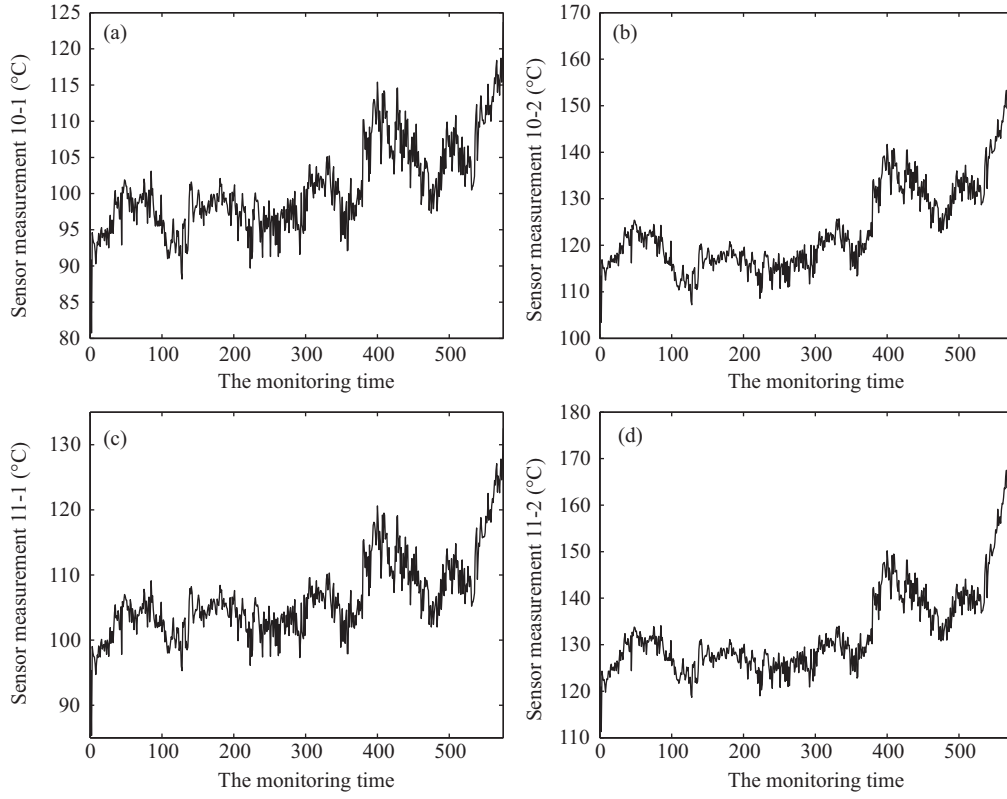 (a)
Sensor measurement 10-1 (°C)
125
120
115
110
105
100
95
90
85
80
0 100 200 300 400 500
The monitoring time
(b)
Sensor measurement 10-2 (°C)
170
160
150
140
130
120
110
100
0 100 200 300 400 500
The monitoring time
(c)
Sensor measurement 11-1 (°C)
130
120
110
100
90
0 100 200 300 400 500
The monitoring time
(d)
Sensor measurement 11-2 (°C)
180
170
160
150
140
130
120
110
0 100 200 300 400 500
The monitoring time